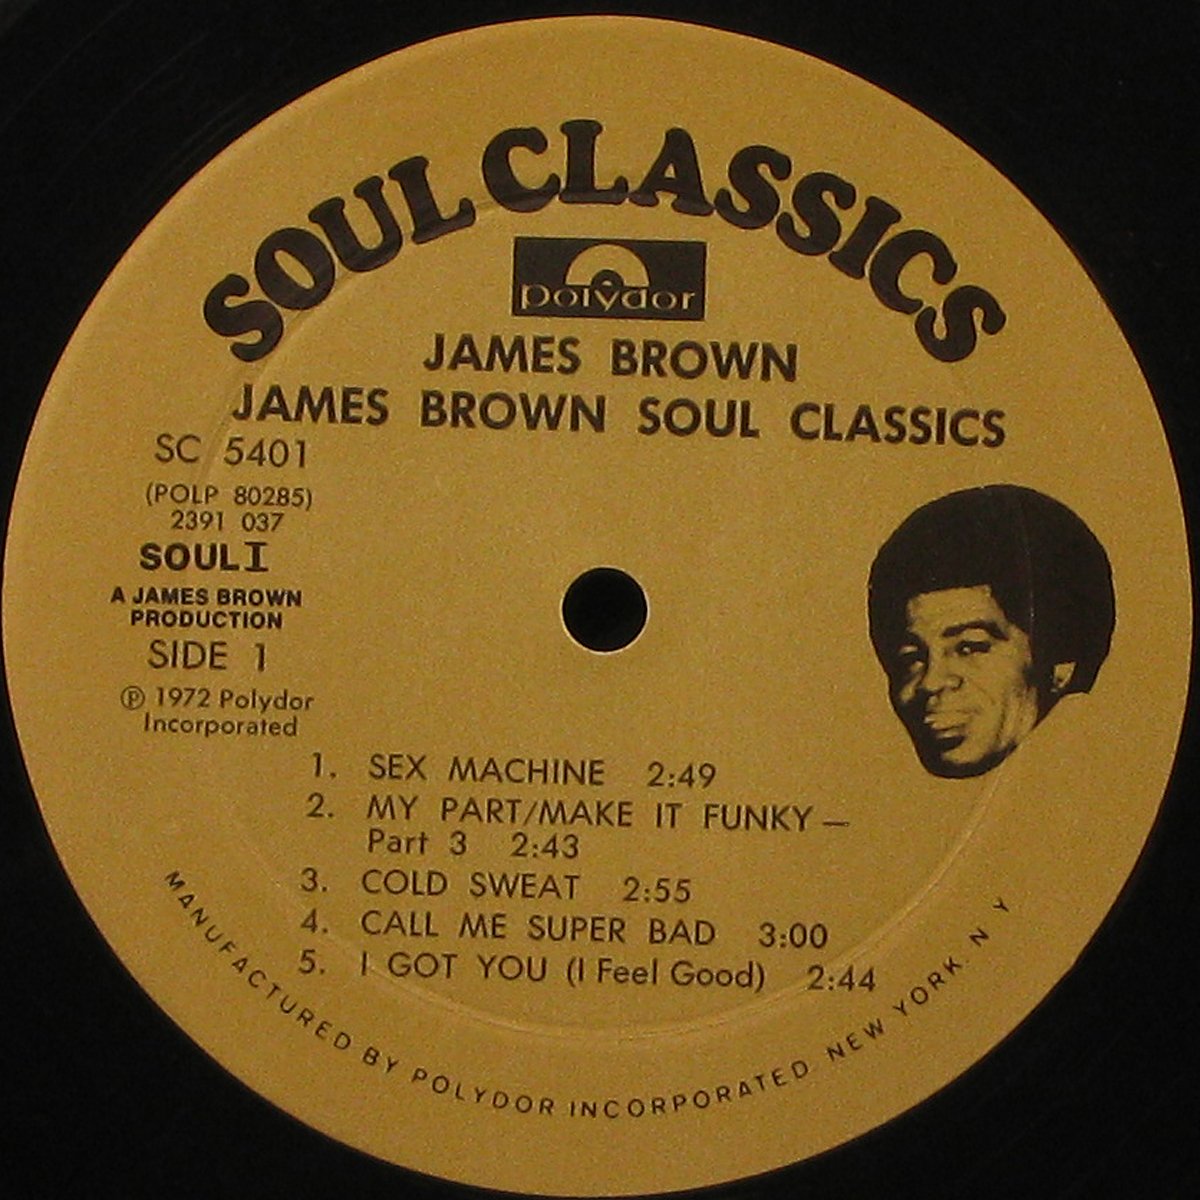 SOUL CLASSICS
polydor
JAMES BROWN
JAMES BROWN SOUL CLASSICS
SC 5401
(POLP 80285)
2391 037
SOUL I
A JAMES BROWN
PRODUCTION
SIDE 1
Ⓟ 1972 Polydor
Incorporated
1. SEX MACHINE 2:49
2. MY PART/MAKE IT FUNKY —
Part 3 2:43
3. COLD SWEAT 2:55
4. CALL ME SUPER BAD 3:00
5. I GOT YOU (I Feel Good) 2:44
MANUFACTURED BY POLYDOR INCORPORATED. NEW YORK. N Y